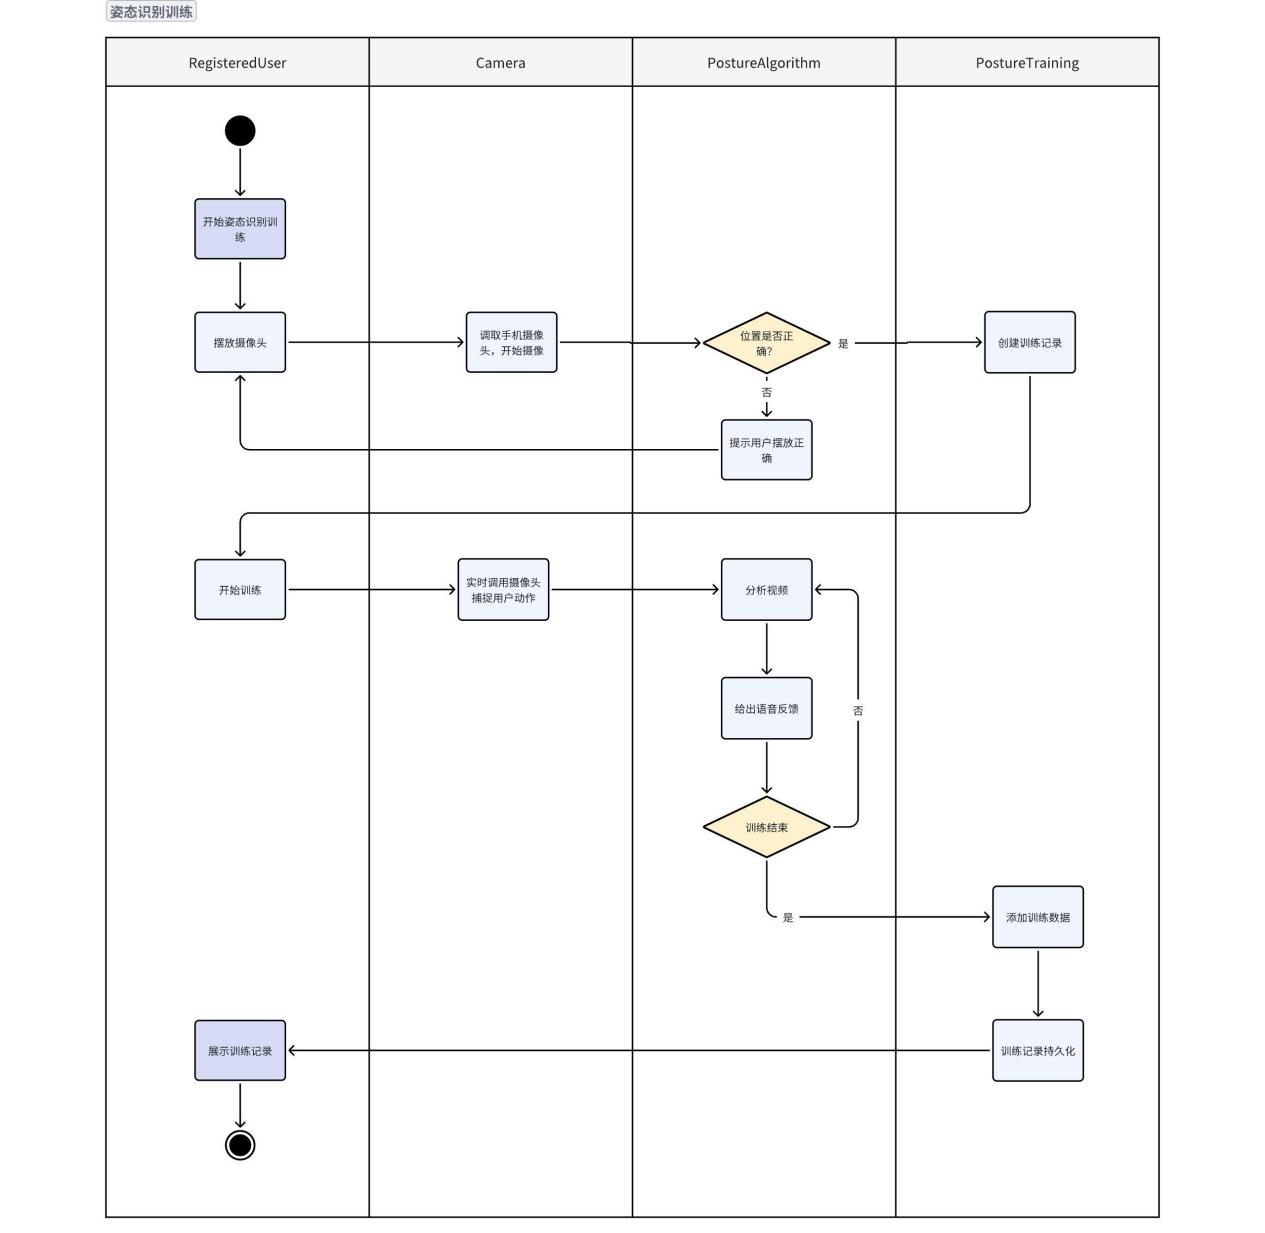 姿态识别训练
RegisteredUser
Camera
PostureAlgorithm
PostureTraining
开始姿态识别训
练
摆放摄像头
调取手机摄像
头，开始摄像
位置是否正
确？
是
创建训练记录
否
提示用户摆放正
确
开始训练
实时调用摄像头
捕捉用户动作
分析视频
给出语音反馈
否
训练结束
是
添加训练数据
展示训练记录
训练记录持久化